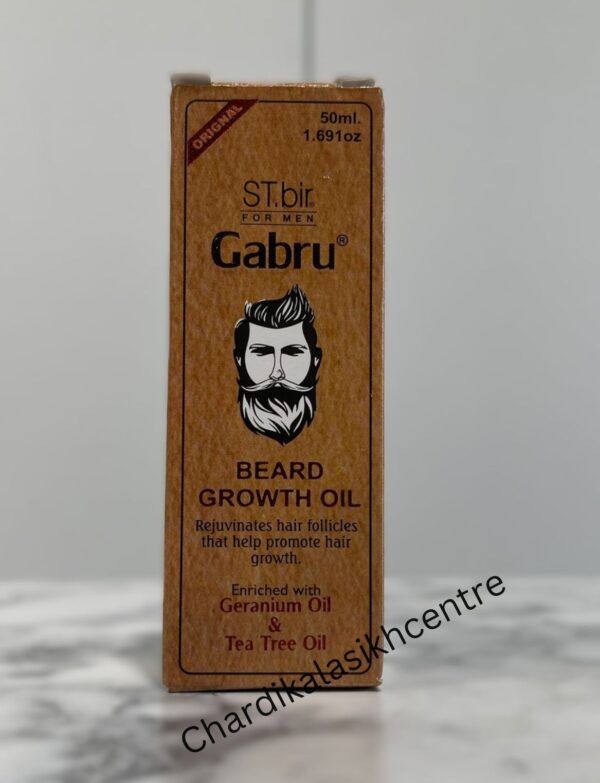 ORIGNAL
50ml.
1.691oz
ST.bir®
FOR MEN
Gabru®
BEARD
GROWTH OIL
Rejuvinates hair follicles
that help promote hair
growth.
Enriched with
Geranium Oil
&
Tea Tree Oil
Chardikalasikhcentre